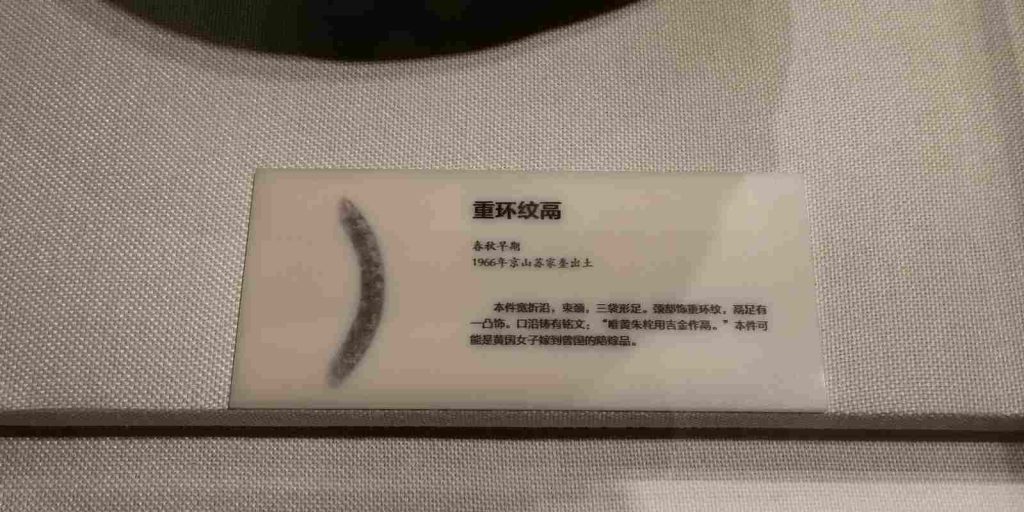 重环纹鬲
春秋早期
1966年京山苏家垄出土
本件宽折沿，束颈，三袋形足。颈部饰重环纹，鬲足有
一凸饰。口沿铸有铭文：“唯黄朱柁用吉金作鬲。”本件可
能是黄国女子嫁到曾国的陪嫁品。